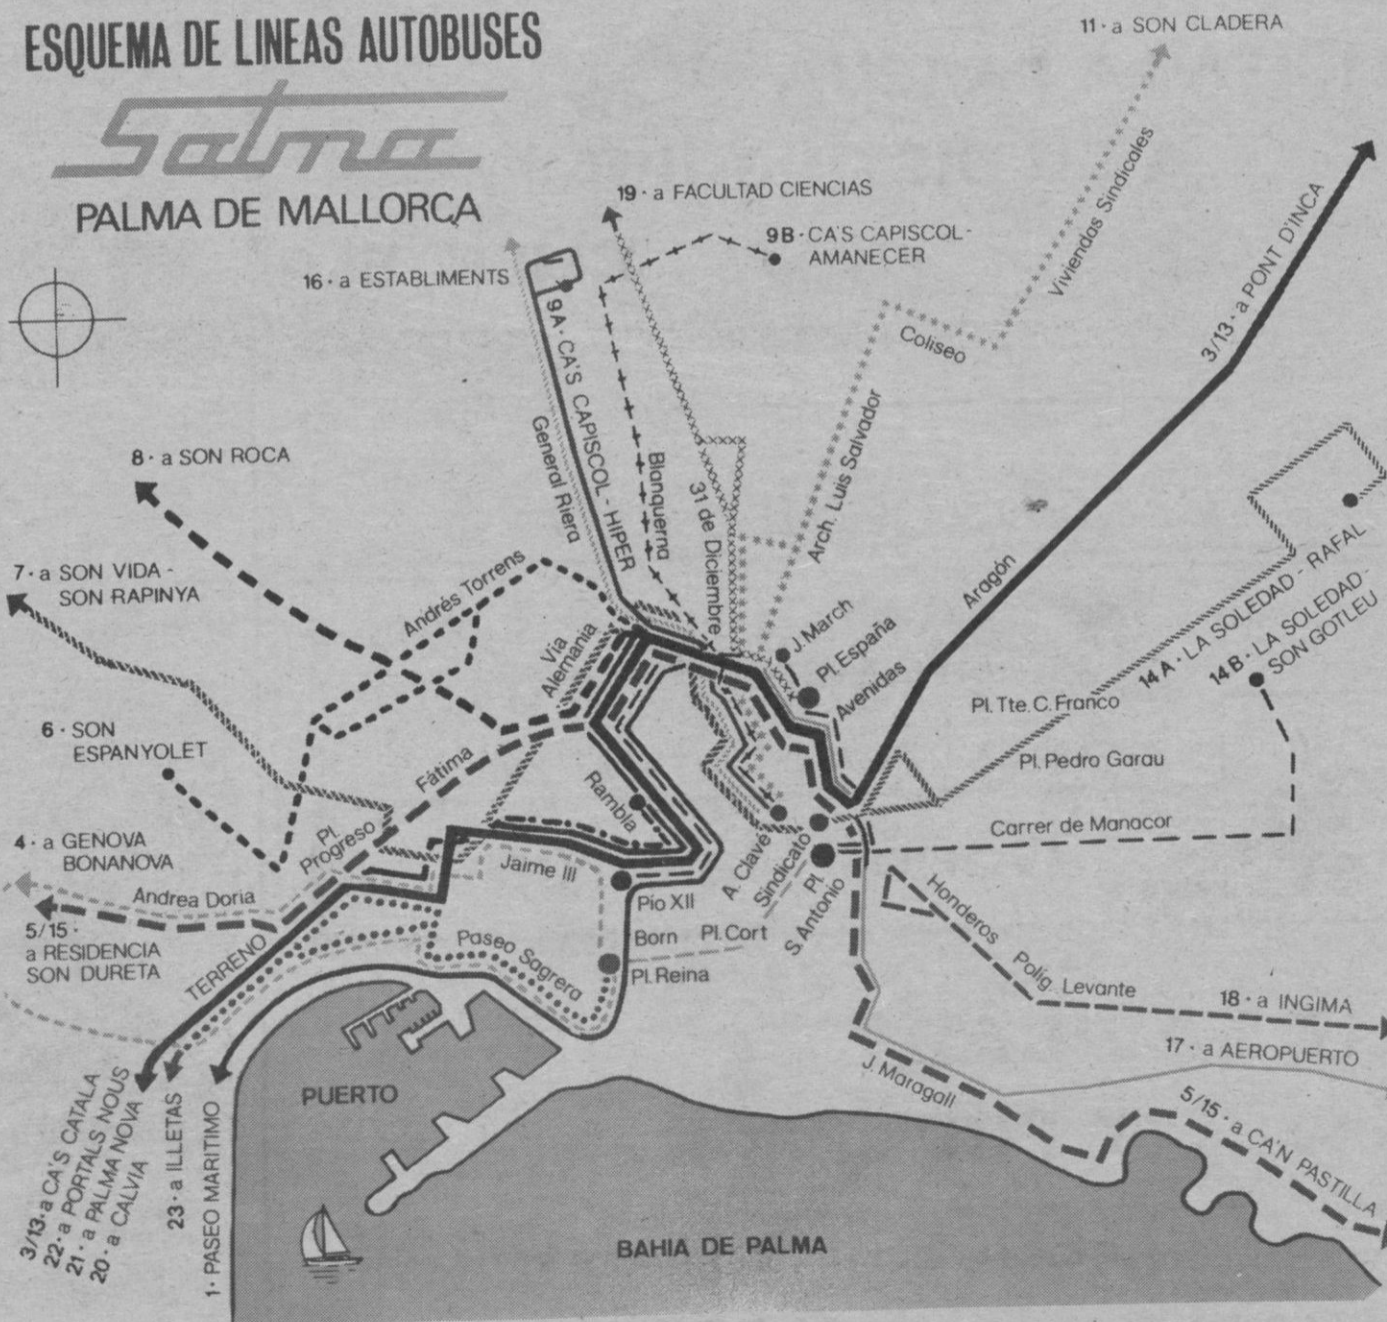 ESQUEMA DE LINEAS AUTOBUSES
Salma
PALMA DE MALLORCA
11 · a SON CLADERA
19 · a FACULTAD CIENCIAS
9B · CA'S CAPISCOL -
AMANECER
16 · a ESTABLIMENTS
Viviendas Sindicales
3/13 · a PONT D'INCA
Coliseo
9A · CA'S CAPISCOL - HIPER
General Riera
Blanquerna
31 de Diciembre
Arch. Luis Salvador
8 · a SON ROCA
7 · a SON VIDA -
SON RAPINYA
Andrés Torrens
Vía
Alemania
J. March
Pl. España
Avenidas
Aragón
14A · LA SOLEDAD - RAFAL
14B · LA SOLEDAD -
SON GOTLEU
Pl. Tte. C. Franco
Pl. Pedro Garau
Carrer de Manacor
6 · SON
ESPANYOLET
Fátima
Rambla
Pl.
Progreso
4 · a GENOVA
BONANOVA
Andrea Doria
5/15 ·
a RESIDENCIA
SON DURETA
TERRENO
Jaime III
Pío XII
Born
Pl. Reina
Paseo Sagrera
A. Clavé
Sindicato
Pl. Cort
Pl.
S. Antonio
Honderos
Políg. Levante
18 · a INGIMA
17 · a AEROPUERTO
J. Maragall
5/15 · a CA'N PASTILLA
PUERTO
BAHIA DE PALMA
3/13 · a CA'S CATALA
22 · a PORTALS NOUS
21 · a PALMA NOVA
20 · a CALVIA
23 · a ILLETAS
1 · PASEO MARITIMO